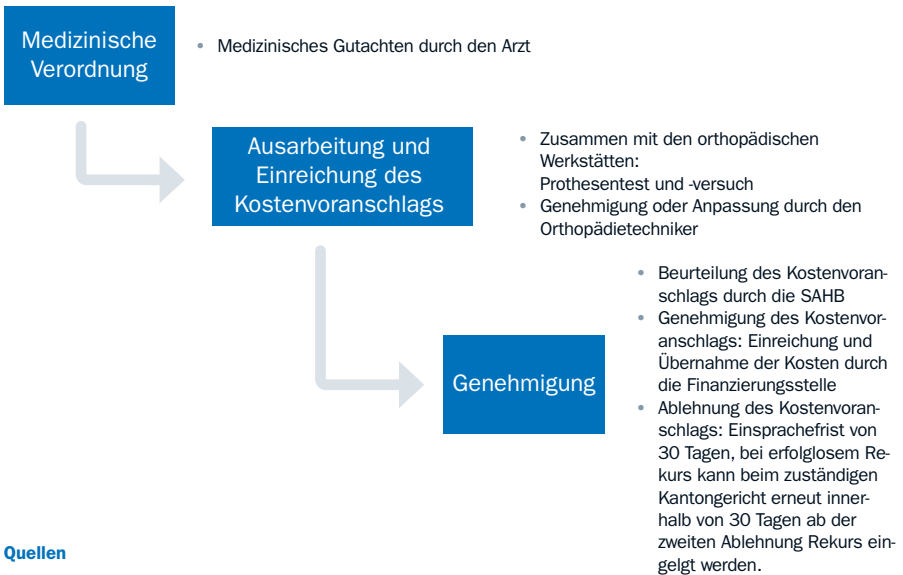 Medizinische
Verordnung
• Medizinisches Gutachten durch den Arzt
Ausarbeitung und
Einreichung des
Kostenvoranschlags
• Zusammen mit den orthopädischen
Werkstätten:
Prothesentest und -versuch
• Genehmigung oder Anpassung durch den
Orthopädietechniker
Genehmigung
• Beurteilung des Kostenvoran-
schlags durch die SAHB
• Genehmigung des Kostenvor-
anschlags: Einreichung und
Übernahme der Kosten durch
die Finanzierungsstelle
• Ablehnung des Kostenvoran-
schlags: Einsprachefrist von
30 Tagen, bei erfolglosem Re-
kurs kann beim zuständigen
Kantongericht erneut inner-
halb von 30 Tagen ab der
zweiten Ablehnung Rekurs ein-
gelgt werden.
Quellen